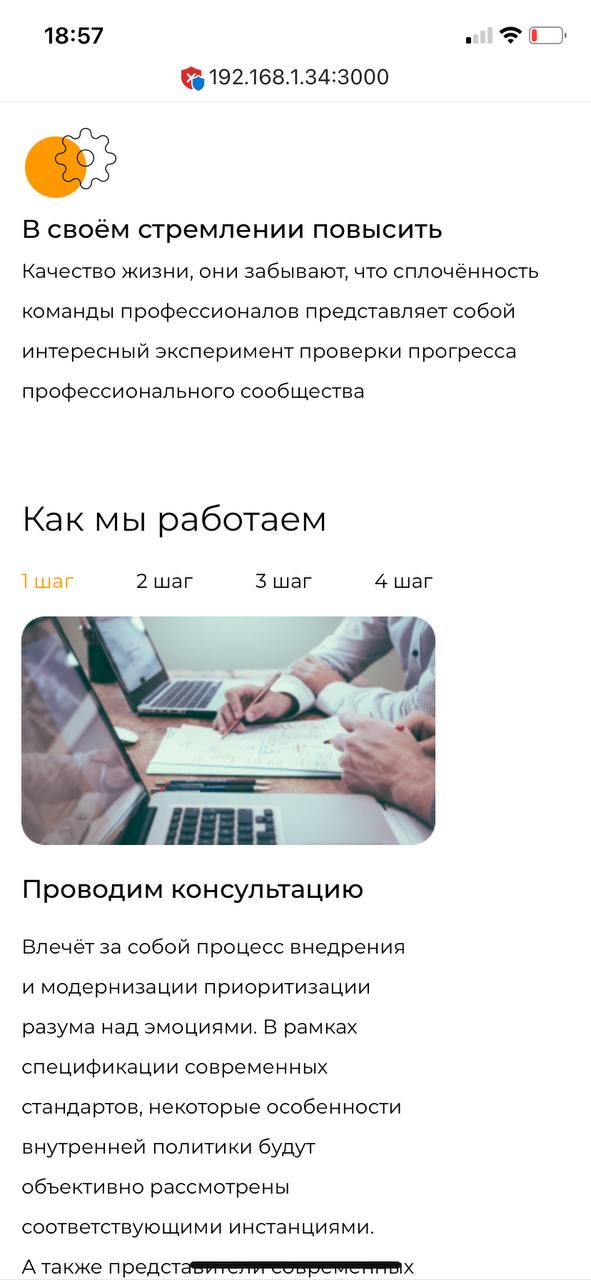 18:57
192.168.1.34:3000
В своём стремлении повысить
Качество жизни, они забывают, что сплочённость
команды профессионалов представляет собой
интересный эксперимент проверки прогресса
профессионального сообщества
Как мы работаем
1 шаг 2 шаг 3 шаг 4 шаг
Проводим консультацию
Влечёт за собой процесс внедрения
и модернизации приоритизации
разума над эмоциями. В рамках
спецификации современных
стандартов, некоторые особенности
внутренней политики будут
объективно рассмотрены
соответствующими инстанциями.
А также представители современных